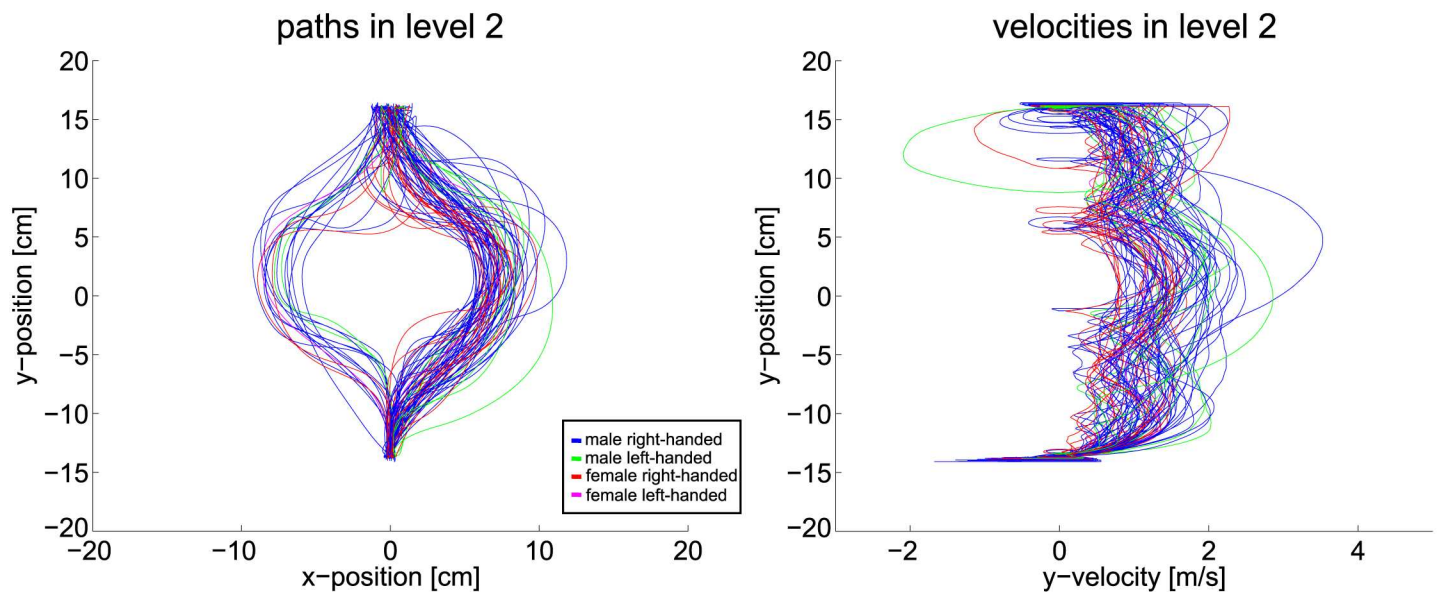 paths in level 2
20
15
10
5
0
−5
−10
−15
−20
y−position [cm]
−20
−10
0
10
20
x−position [cm]
male right-handed
male left-handed
female right-handed
female left-handed
velocities in level 2
20
15
10
5
0
−5
−10
−15
−20
y−position [cm]
−2
0
2
4
y−velocity [m/s]